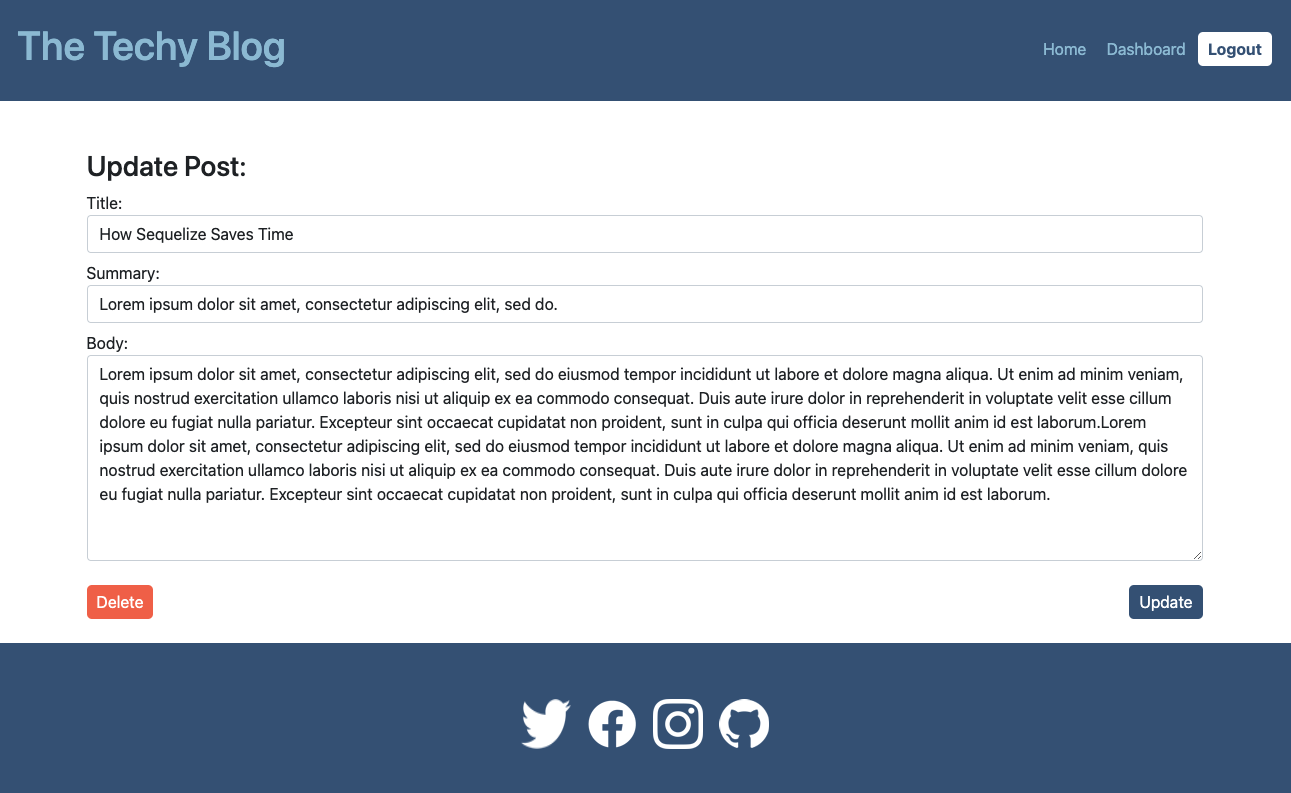 The Techy Blog
Home Dashboard Logout
Update Post:
Title:
How Sequelize Saves Time
Summary:
Lorem ipsum dolor sit amet, consectetur adipiscing elit, sed do.
Body:
Lorem ipsum dolor sit amet, consectetur adipiscing elit, sed do eiusmod tempor incididunt ut labore et dolore magna aliqua. Ut enim ad minim veniam,
quis nostrud exercitation ullamco laboris nisi ut aliquip ex ea commodo consequat. Duis aute irure dolor in reprehenderit in voluptate velit esse cillum
dolore eu fugiat nulla pariatur. Excepteur sint occaecat cupidatat non proident, sunt in culpa qui officia deserunt mollit anim id est laborum.Lorem
ipsum dolor sit amet, consectetur adipiscing elit, sed do eiusmod tempor incididunt ut labore et dolore magna aliqua. Ut enim ad minim veniam, quis
nostrud exercitation ullamco laboris nisi ut aliquip ex ea commodo consequat. Duis aute irure dolor in reprehenderit in voluptate velit esse cillum dolore
eu fugiat nulla pariatur. Excepteur sint occaecat cupidatat non proident, sunt in culpa qui officia deserunt mollit anim id est laborum.
Delete Update